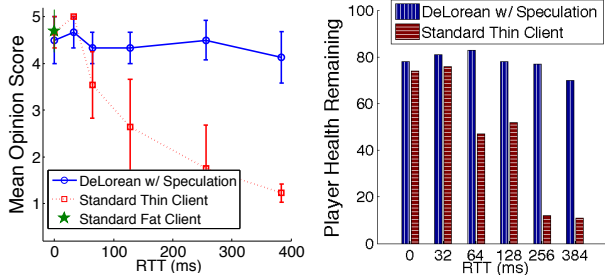 Mean Opinion Score
5
4
3
2
1
0 100 200 300 400
RTT (ms)
DeLorean w/ Speculation
Standard Thin Client
Standard Fat Client
Player Health Remaining
100
80
60
40
20
0
0 32 64 128 256 384
RTT (ms)
DeLorean w/ Speculation
Standard Thin Client